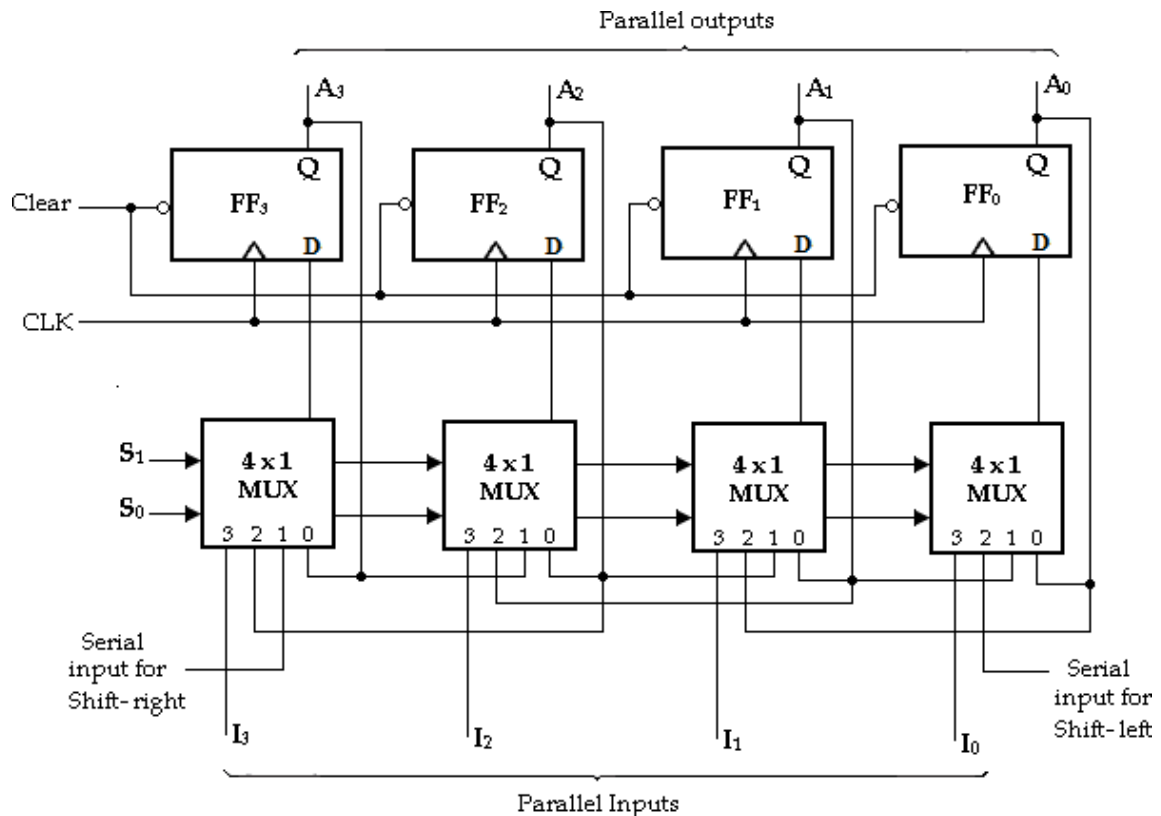 Parallel outputs
A₃ A₂ A₁ A₀
Q Q Q Q
Clear FF₃ FF₂ FF₁ FF₀
D D D D
CLK
S₁ 4 x 1 4 x 1 4 x 1 4 x 1
S₀ MUX MUX MUX MUX
3 2 1 0 3 2 1 0 3 2 1 0 3 2 1 0
Serial
input for
Shift- right
Serial
input for
Shift- left
I₃ I₂ I₁ I₀
Parallel Inputs